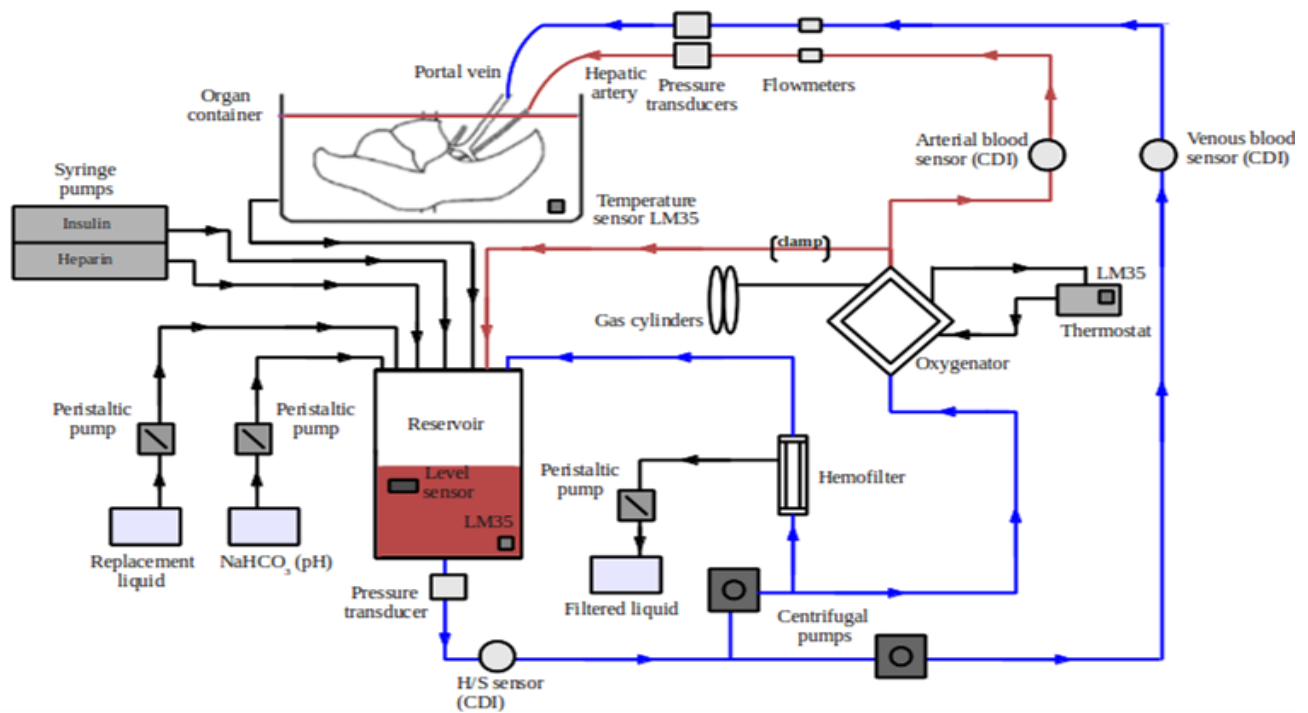 Portal vein
Hepatic
artery
Pressure
transducers
Flowmeters
Organ
container
Arterial blood
sensor (CDI)
Venous blood
sensor (CDI)
Syringe
pumps
Insulin
Heparin
Temperature
sensor LM35
clamp
LM35
Gas cylinders
Thermostat
Oxygenator
Peristaltic
pump
Peristaltic
pump
Reservoir
Level
sensor
LM35
Peristaltic
pump
Hemofilter
Replacement
liquid
NaHCO₃ (pH)
Pressure
transducer
Filtered liquid
Centrifugal
pumps
H/S sensor
(CDI)